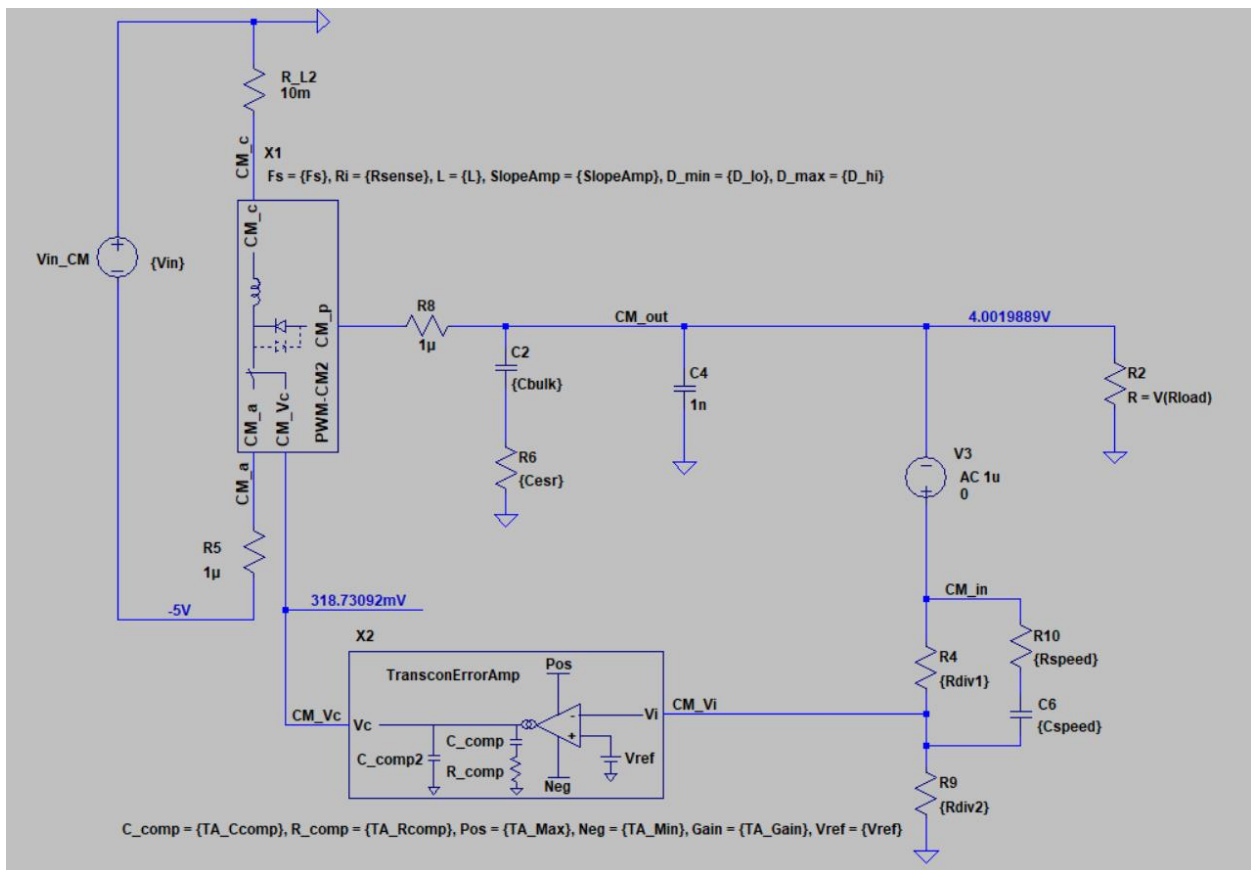 R_L2
10m
CM_c
X1
Fs = {Fs}, Ri = {Rsense}, L = {L}, SlopeAmp = {SlopeAmp}, D_min = {D_lo}, D_max = {D_hi}
CM_c
CM_p
CM_a
CM_Vc
PWM-CM2
Vin_CM
{Vin}
+
−
R8
1µ
CM_out
4.0019889V
C2
{Cbulk}
C4
1n
R2
R = V(Rload)
R6
{Cesr}
V3
AC 1u
0
−
+
CM_a
R5
1µ
-5V
318.73092mV
CM_in
R10
{Rspeed}
R4
{Rdiv1}
C6
{Cspeed}
X2
TransconErrorAmp
Pos
CM_Vc
Vc
Vi
CM_Vi
-
+
C_comp
C_comp2
R_comp
Vref
Neg
R9
{Rdiv2}
C_comp = {TA_Ccomp}, R_comp = {TA_Rcomp}, Pos = {TA_Max}, Neg = {TA_Min}, Gain = {TA_Gain}, Vref = {Vref}